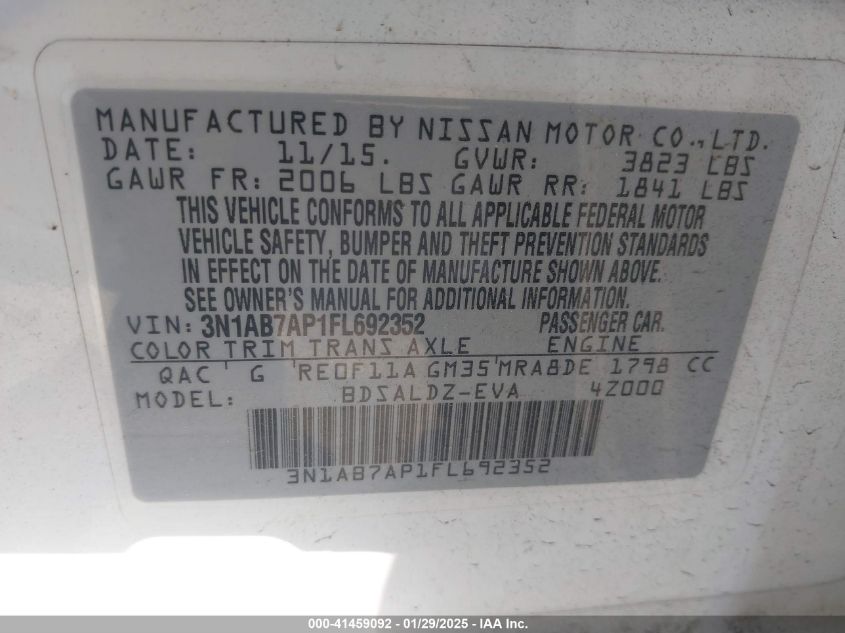 MANUFACTURED BY NISSAN MOTOR CO., LTD.
DATE: 11/15. GVWR: 3823 LBS
GAWR FR: 2006 LBS GAWR RR: 1841 LBS
THIS VEHICLE CONFORMS TO ALL APPLICABLE FEDERAL MOTOR
VEHICLE SAFETY, BUMPER AND THEFT PREVENTION STANDARDS
IN EFFECT ON THE DATE OF MANUFACTURE SHOWN ABOVE.
SEE OWNER'S MANUAL FOR ADDITIONAL INFORMATION.
VIN: 3N1AB7AP1FL692352 PASSENGER CAR.
COLOR TRIM TRANS AXLE ENGINE
QAC G RE0F11A GM35 MRA8DE 1798 CC
MODEL: BDSALDZ-EVA 4Z000
3N1AB7AP1FL692352
000-41459092 - 01/29/2025 - IAA Inc.